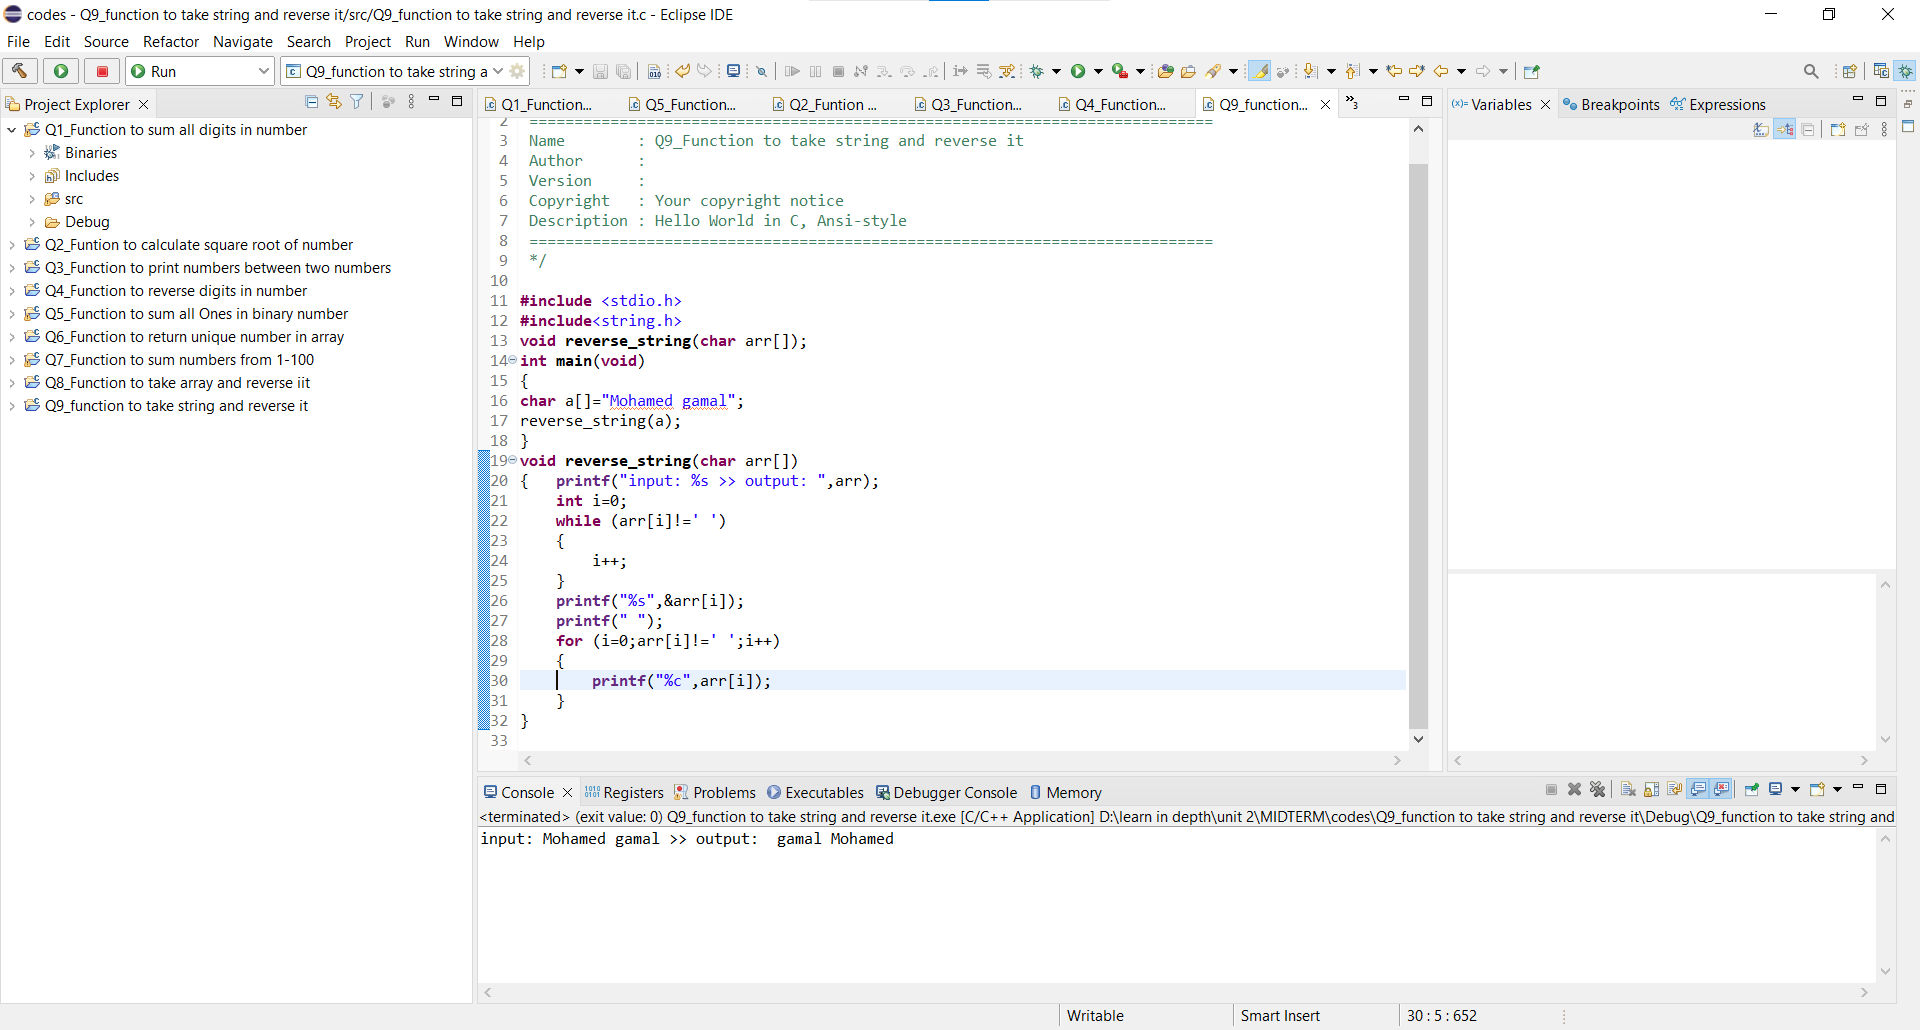 codes - Q9_function to take string and reverse it/src/Q9_function to take string and reverse it.c - Eclipse IDE
File Edit Source Refactor Navigate Search Project Run Window Help
Run Q9_function to take string a
Project Explorer
Q1_Function to sum all digits in number
Binaries
Includes
src
Debug
Q2_Funtion to calculate square root of number
Q3_Function to print numbers between two numbers
Q4_Function to reverse digits in number
Q5_Function to sum all Ones in binary number
Q6_Function to return unique number in array
Q7_Function to sum numbers from 1-100
Q8_Function to take array and reverse iit
Q9_function to take string and reverse it
Q1_Function... Q5_Function... Q2_Funtion ... Q3_Function... Q4_Function... Q9_function... »3
2 ============================================================================
3 Name        : Q9_Function to take string and reverse it
4 Author      :
5 Version     :
6 Copyright   : Your copyright notice
7 Description : Hello World in C, Ansi-style
8 ============================================================================
9 */
10
11 #include <stdio.h>
12 #include<string.h>
13 void reverse_string(char arr[]);
14 int main(void)
15 {
16 char a[]="Mohamed gamal";
17 reverse_string(a);
18 }
19 void reverse_string(char arr[])
20 {   printf("input: %s >> output: ",arr);
21     int i=0;
22     while (arr[i]!=' ')
23     {
24         i++;
25     }
26     printf("%s",&arr[i]);
27     printf(" ");
28     for (i=0;arr[i]!=' ';i++)
29     {
30         printf("%c",arr[i]);
31     }
32 }
33
(x)= Variables Breakpoints Expressions
Console Registers Problems Executables Debugger Console Memory
<terminated> (exit value: 0) Q9_function to take string and reverse it.exe [C/C++ Application] D:\learn in depth\unit 2\MIDTERM\codes\Q9_function to take string and reverse it\Debug\Q9_function to take string and
input: Mohamed gamal >> output:  gamal Mohamed
Writable Smart Insert 30 : 5 : 652